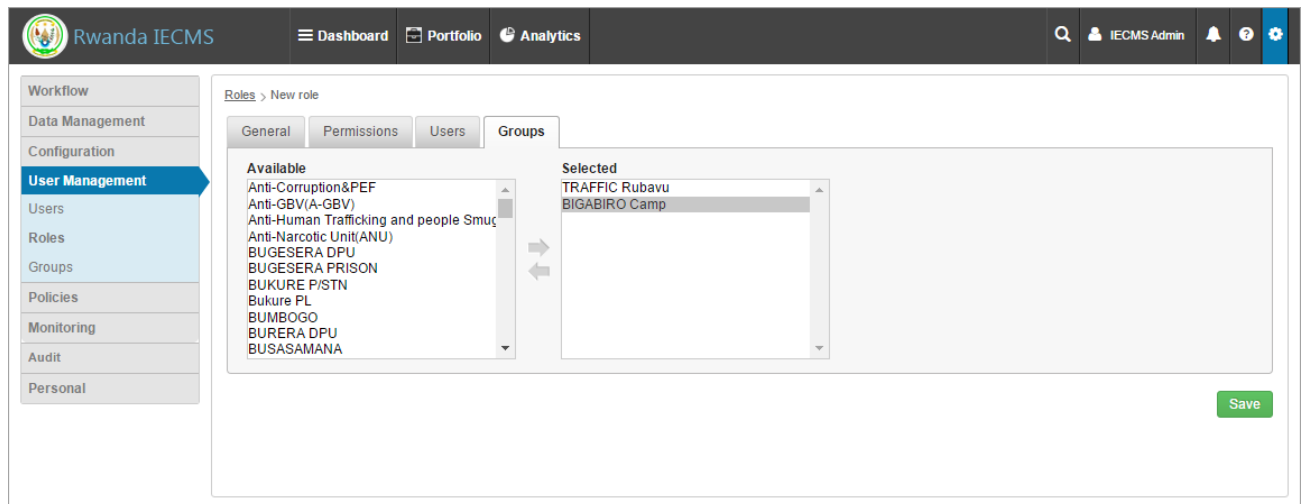 Rwanda IECMS
Dashboard
Portfolio
Analytics
IECMS Admin
Workflow
Data Management
Configuration
User Management
Users
Roles
Groups
Policies
Monitoring
Audit
Personal
Roles > New role
General
Permissions
Users
Groups
Available
Anti-Corruption&PEF
Anti-GBV(A-GBV)
Anti-Human Trafficking and people Smug
Anti-Narcotic Unit(ANU)
BUGESERA DPU
BUGESERA PRISON
BUKURE P/STN
Bukure PL
BUMBOGO
BURERA DPU
BUSASAMANA
Selected
TRAFFIC Rubavu
BIGABIRO Camp
Save